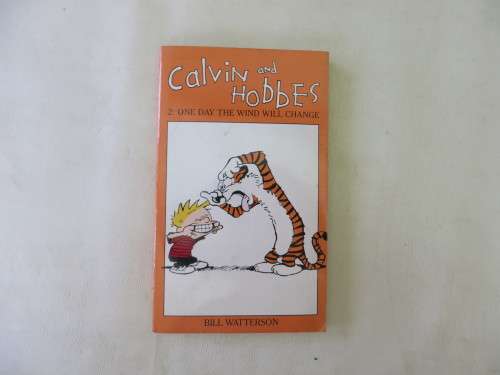 Calvin and
HOBBES
2: ONE DAY THE WIND WILL CHANGE
BILL WATTERSON